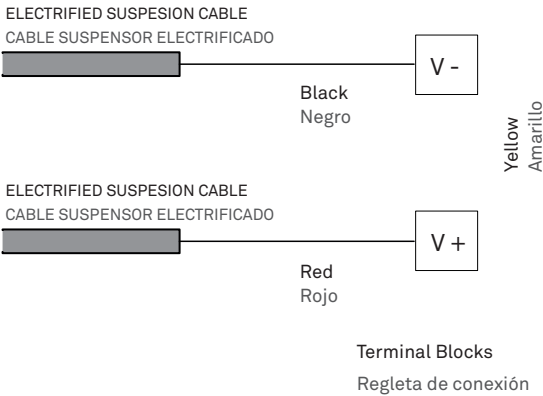 ELECTRIFIED SUSPESION CABLE
CABLE SUSPENSOR ELECTRIFICADO
V -
Black
Negro
Yellow
Amarillo
ELECTRIFIED SUSPESION CABLE
CABLE SUSPENSOR ELECTRIFICADO
V +
Red
Rojo
Terminal Blocks
Regleta de conexión